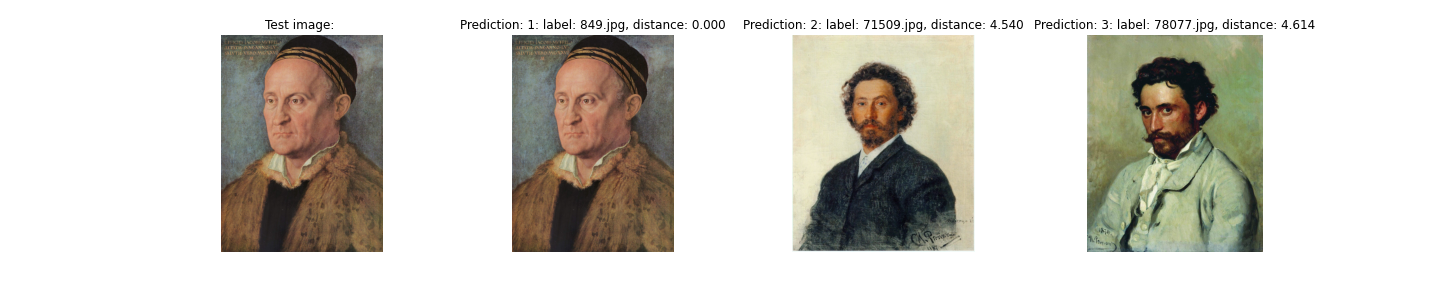 Test image:
Prediction: 1: label: 849.jpg, distance: 0.000
Prediction: 2: label: 71509.jpg, distance: 4.540
Prediction: 3: label: 78077.jpg, distance: 4.614